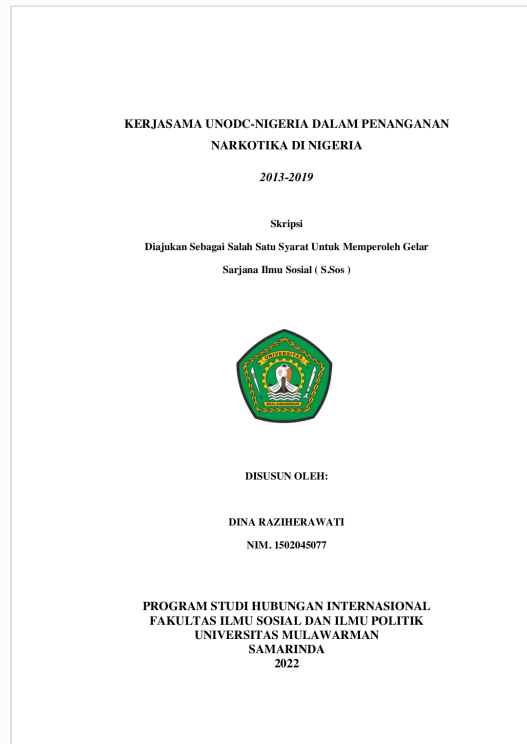 KERJASAMA UNODC-NIGERIA DALAM PENANGANAN
NARKOTIKA DI NIGERIA
2013-2019
Skripsi
Diajukan Sebagai Salah Satu Syarat Untuk Memperoleh Gelar
Sarjana Ilmu Sosial ( S.Sos )
UNIVERSITAS
MULAWARMAN
DISUSUN OLEH:
DINA RAZIHERAWATI
NIM. 1502045077
PROGRAM STUDI HUBUNGAN INTERNASIONAL
FAKULTAS ILMU SOSIAL DAN ILMU POLITIK
UNIVERSITAS MULAWARMAN
SAMARINDA
2022